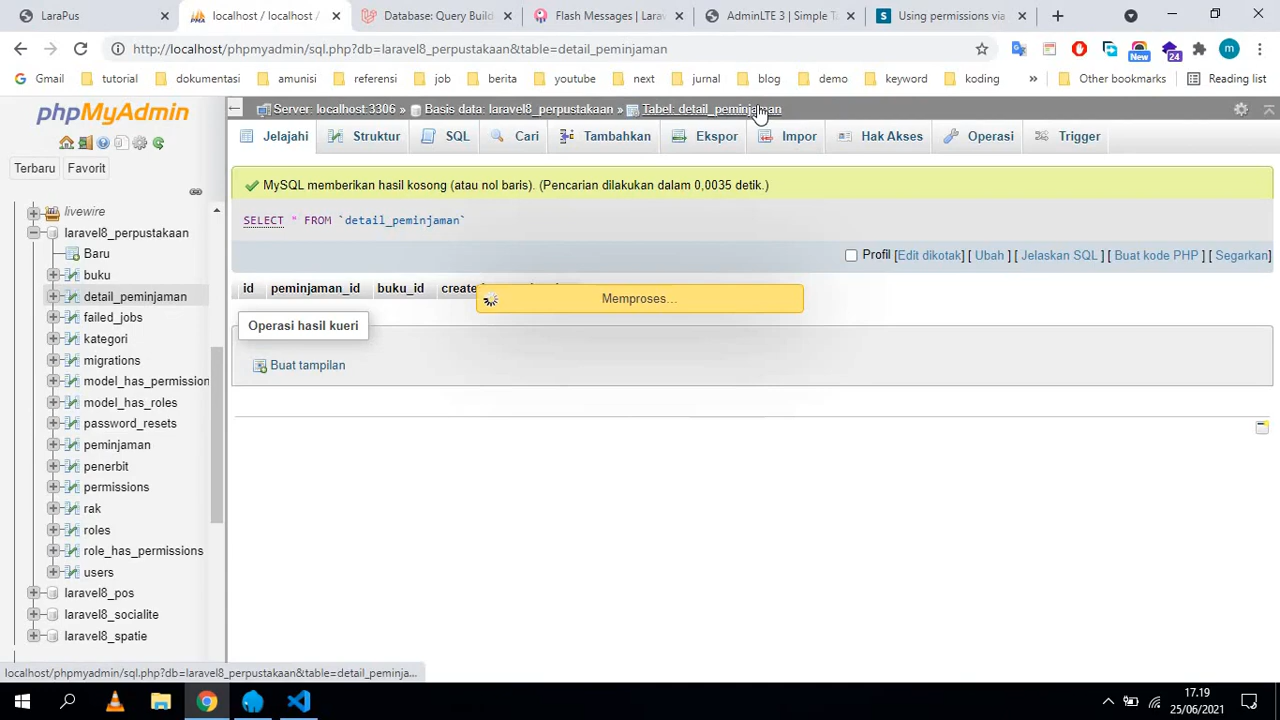 LaraPus
localhost / localhost /
Database: Query Build
Flash Messages | Lara
AdminLTE 3 | Simple T
Using permissions via
http://localhost/phpmyadmin/sql.php?db=laravel8_perpustakaan&table=detail_peminjaman
New
24
m
Gmail
tutorial
dokumentasi
amunisi
referensi
job
berita
youtube
next
jurnal
blog
demo
keyword
koding
»
Other bookmarks
Reading list
phpMyAdmin
Server: localhost:3306 » Basis data: laravel8_perpustakaan » Tabel: detail_peminjaman
Jelajahi
Struktur
SQL
Cari
Tambahkan
Ekspor
Impor
Hak Akses
Operasi
Trigger
Terbaru
Favorit
livewire
laravel8_perpustakaan
Baru
buku
detail_peminjaman
failed_jobs
kategori
migrations
model_has_permission
model_has_roles
password_resets
peminjaman
penerbit
permissions
rak
roles
role_has_permissions
users
laravel8_pos
laravel8_socialite
laravel8_spatie
MySQL memberikan hasil kosong (atau nol baris). (Pencarian dilakukan dalam 0,0035 detik.)
SELECT * FROM `detail_peminjaman`
Profil [Edit dikotak] [ Ubah ] [ Jelaskan SQL ] [ Buat kode PHP ] [ Segarkan]
id peminjaman_id buku_id create
Memproses…
Operasi hasil kueri
Buat tampilan
localhost/phpmyadmin/sql.php?db=laravel8_perpustakaan&table=detail_peminja...
17.19
25/06/2021